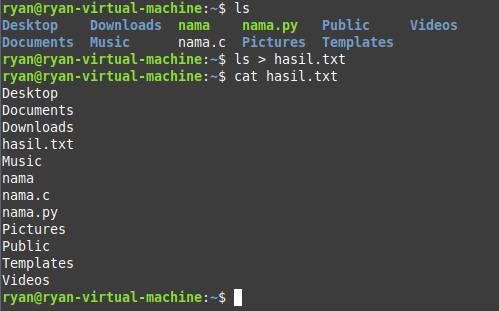 ryan@ryan-virtual-machine:~$ ls
Desktop    Downloads  nama    nama.py   Public     Videos
Documents  Music      nama.c  Pictures  Templates
ryan@ryan-virtual-machine:~$ ls > hasil.txt
ryan@ryan-virtual-machine:~$ cat hasil.txt
Desktop
Documents
Downloads
hasil.txt
Music
nama
nama.c
nama.py
Pictures
Public
Templates
Videos
ryan@ryan-virtual-machine:~$